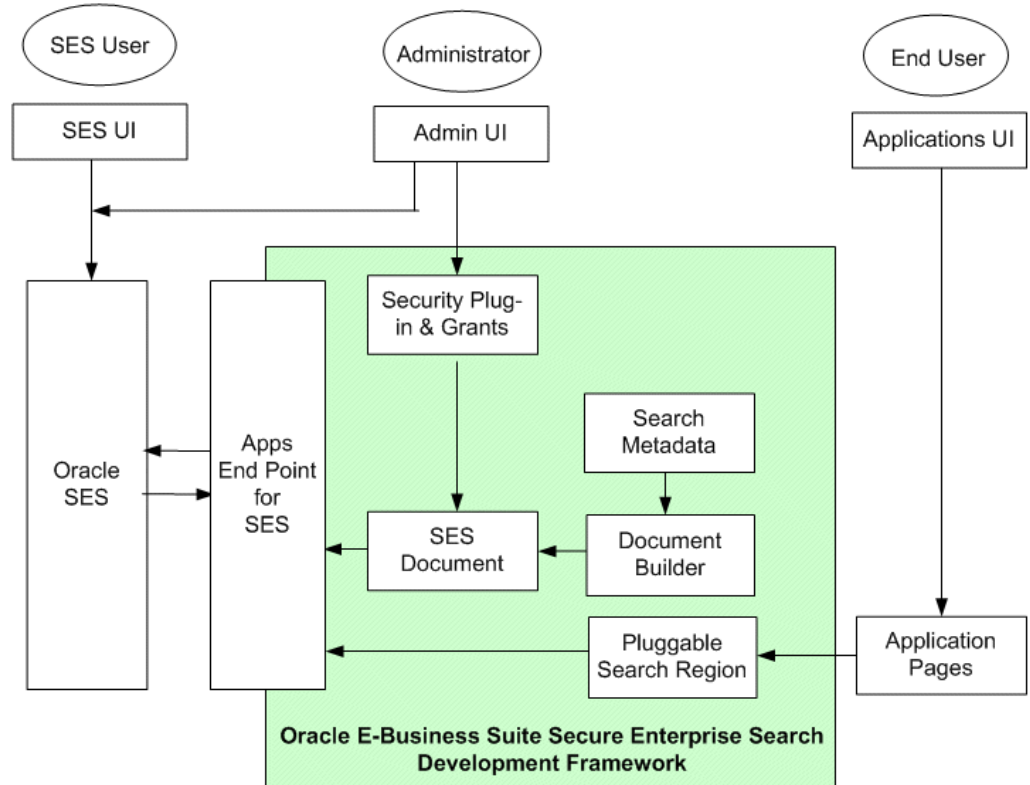 SES User
Administrator
End User
SES UI
Admin UI
Applications UI
Security Plug-
in & Grants
Search
Metadata
Oracle
SES
Apps
End Point
for
SES
SES
Document
Document
Builder
Pluggable
Search Region
Application
Pages
Oracle E-Business Suite Secure Enterprise Search
Development Framework